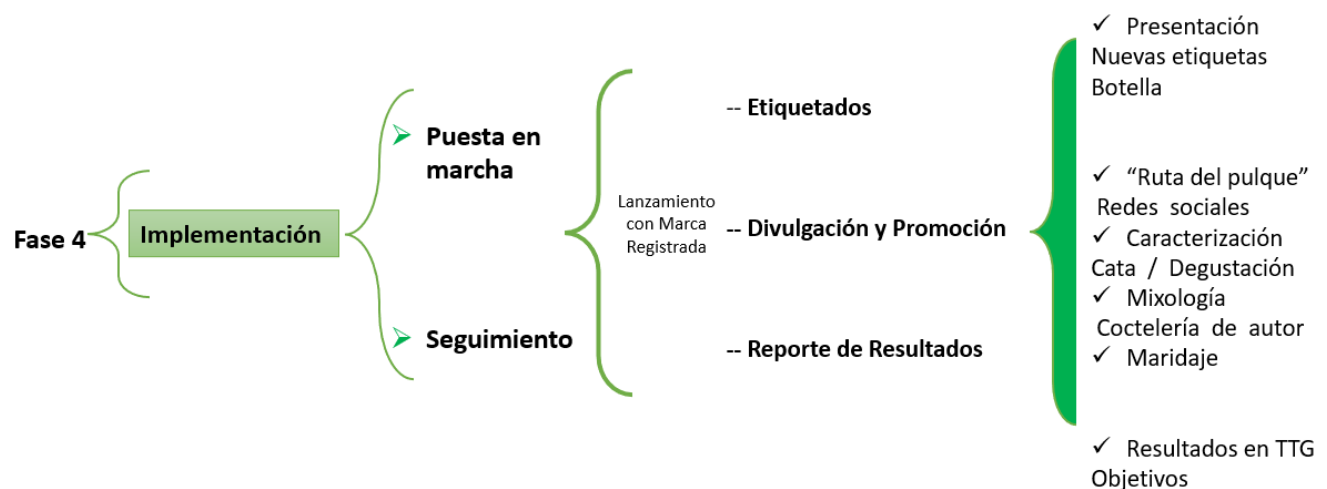 Fase 4
Implementación
➢ Puesta en
marcha
➢ Seguimiento
Lanzamiento
con Marca
Registrada
-- Etiquetados
-- Divulgación y Promoción
-- Reporte de Resultados
✓ Presentación
Nuevas etiquetas
Botella
✓ “Ruta del pulque”
Redes sociales
✓ Caracterización
Cata / Degustación
✓ Mixología
Coctelería de autor
✓ Maridaje
✓ Resultados en TTG
Objetivos